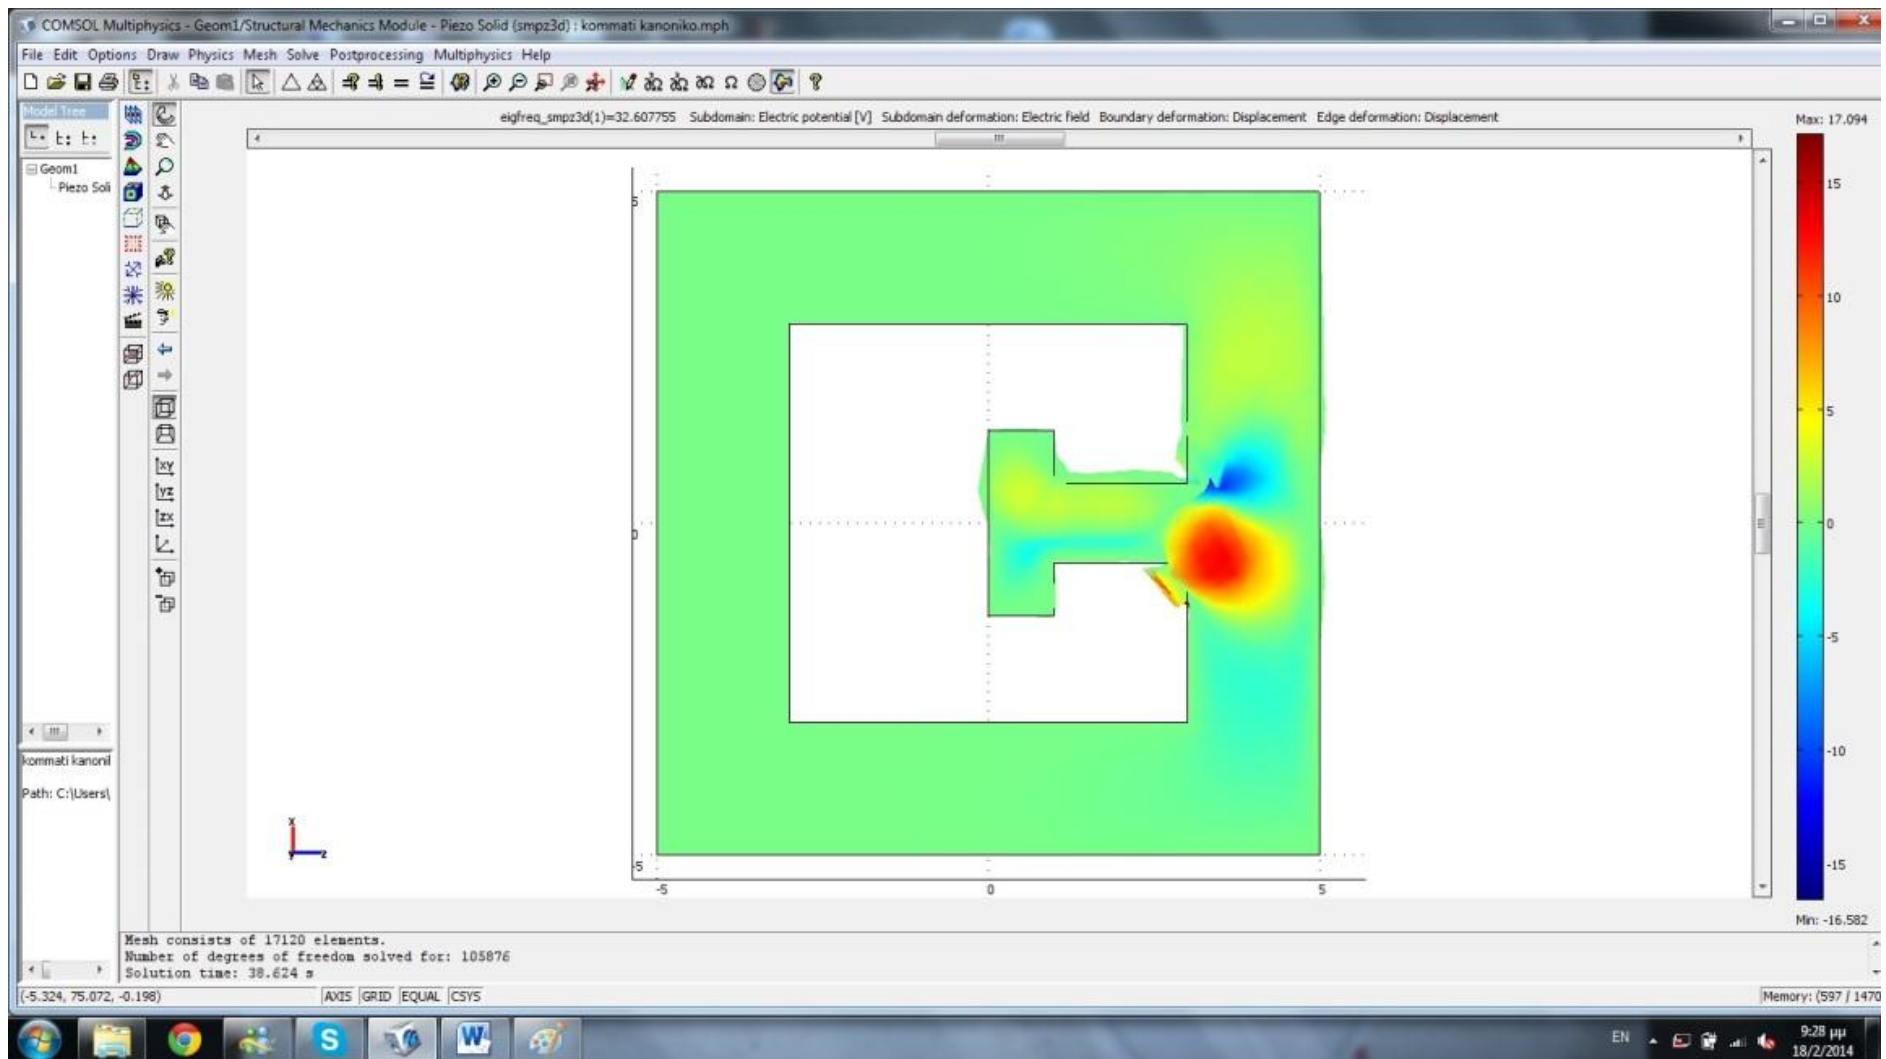 COMSOL Multiphysics - Geom1/Structural Mechanics Module - Piezo Solid (smpz3d) : kommati kanoniko.mph
File Edit Options Draw Physics Mesh Solve Postprocessing Multiphysics Help
Model Tree
Geom1
Piezo Soli
eigfreq_smpz3d(1)=32.607755 Subdomain: Electric potential [V] Subdomain deformation: Electric field Boundary deformation: Displacement Edge deformation: Displacement
Max: 17.094
15
10
5
0
-5
-10
-15
Min: -16.582
5
0
-5
-5
0
5
x
y
z
xy
yz
zx
kommati kanonil
Path: C:\Users\
Mesh consists of 17120 elements.
Number of degrees of freedom solved for: 105876
Solution time: 38.624 s
(-5.324, 75.072, -0.198)
AXIS GRID EQUAL CSYS
Memory: (597 / 1470
EN
9:28 μμ
18/2/2014